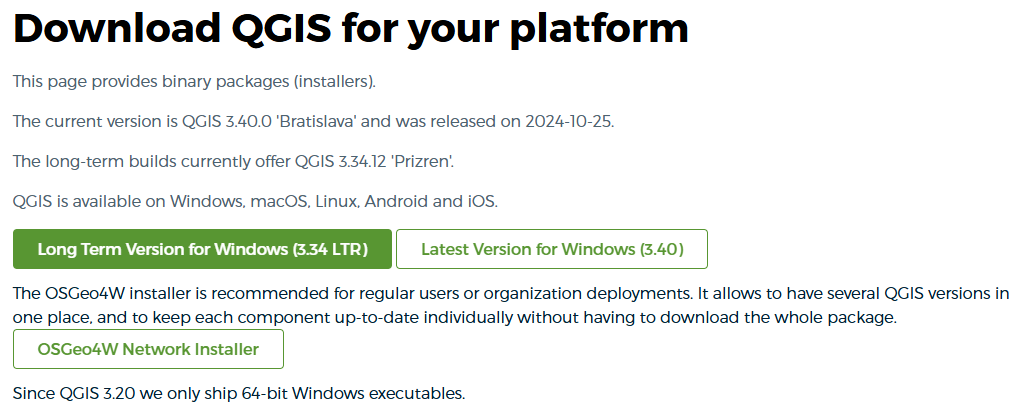 Download QGIS for your platform
This page provides binary packages (installers).
The current version is QGIS 3.40.0 'Bratislava' and was released on 2024-10-25.
The long-term builds currently offer QGIS 3.34.12 'Prizren'.
QGIS is available on Windows, macOS, Linux, Android and iOS.
Long Term Version for Windows (3.34 LTR) Latest Version for Windows (3.40)
The OSGeo4W installer is recommended for regular users or organization deployments. It allows to have several QGIS versions in
one place, and to keep each component up-to-date individually without having to download the whole package.
OSGeo4W Network Installer
Since QGIS 3.20 we only ship 64-bit Windows executables.